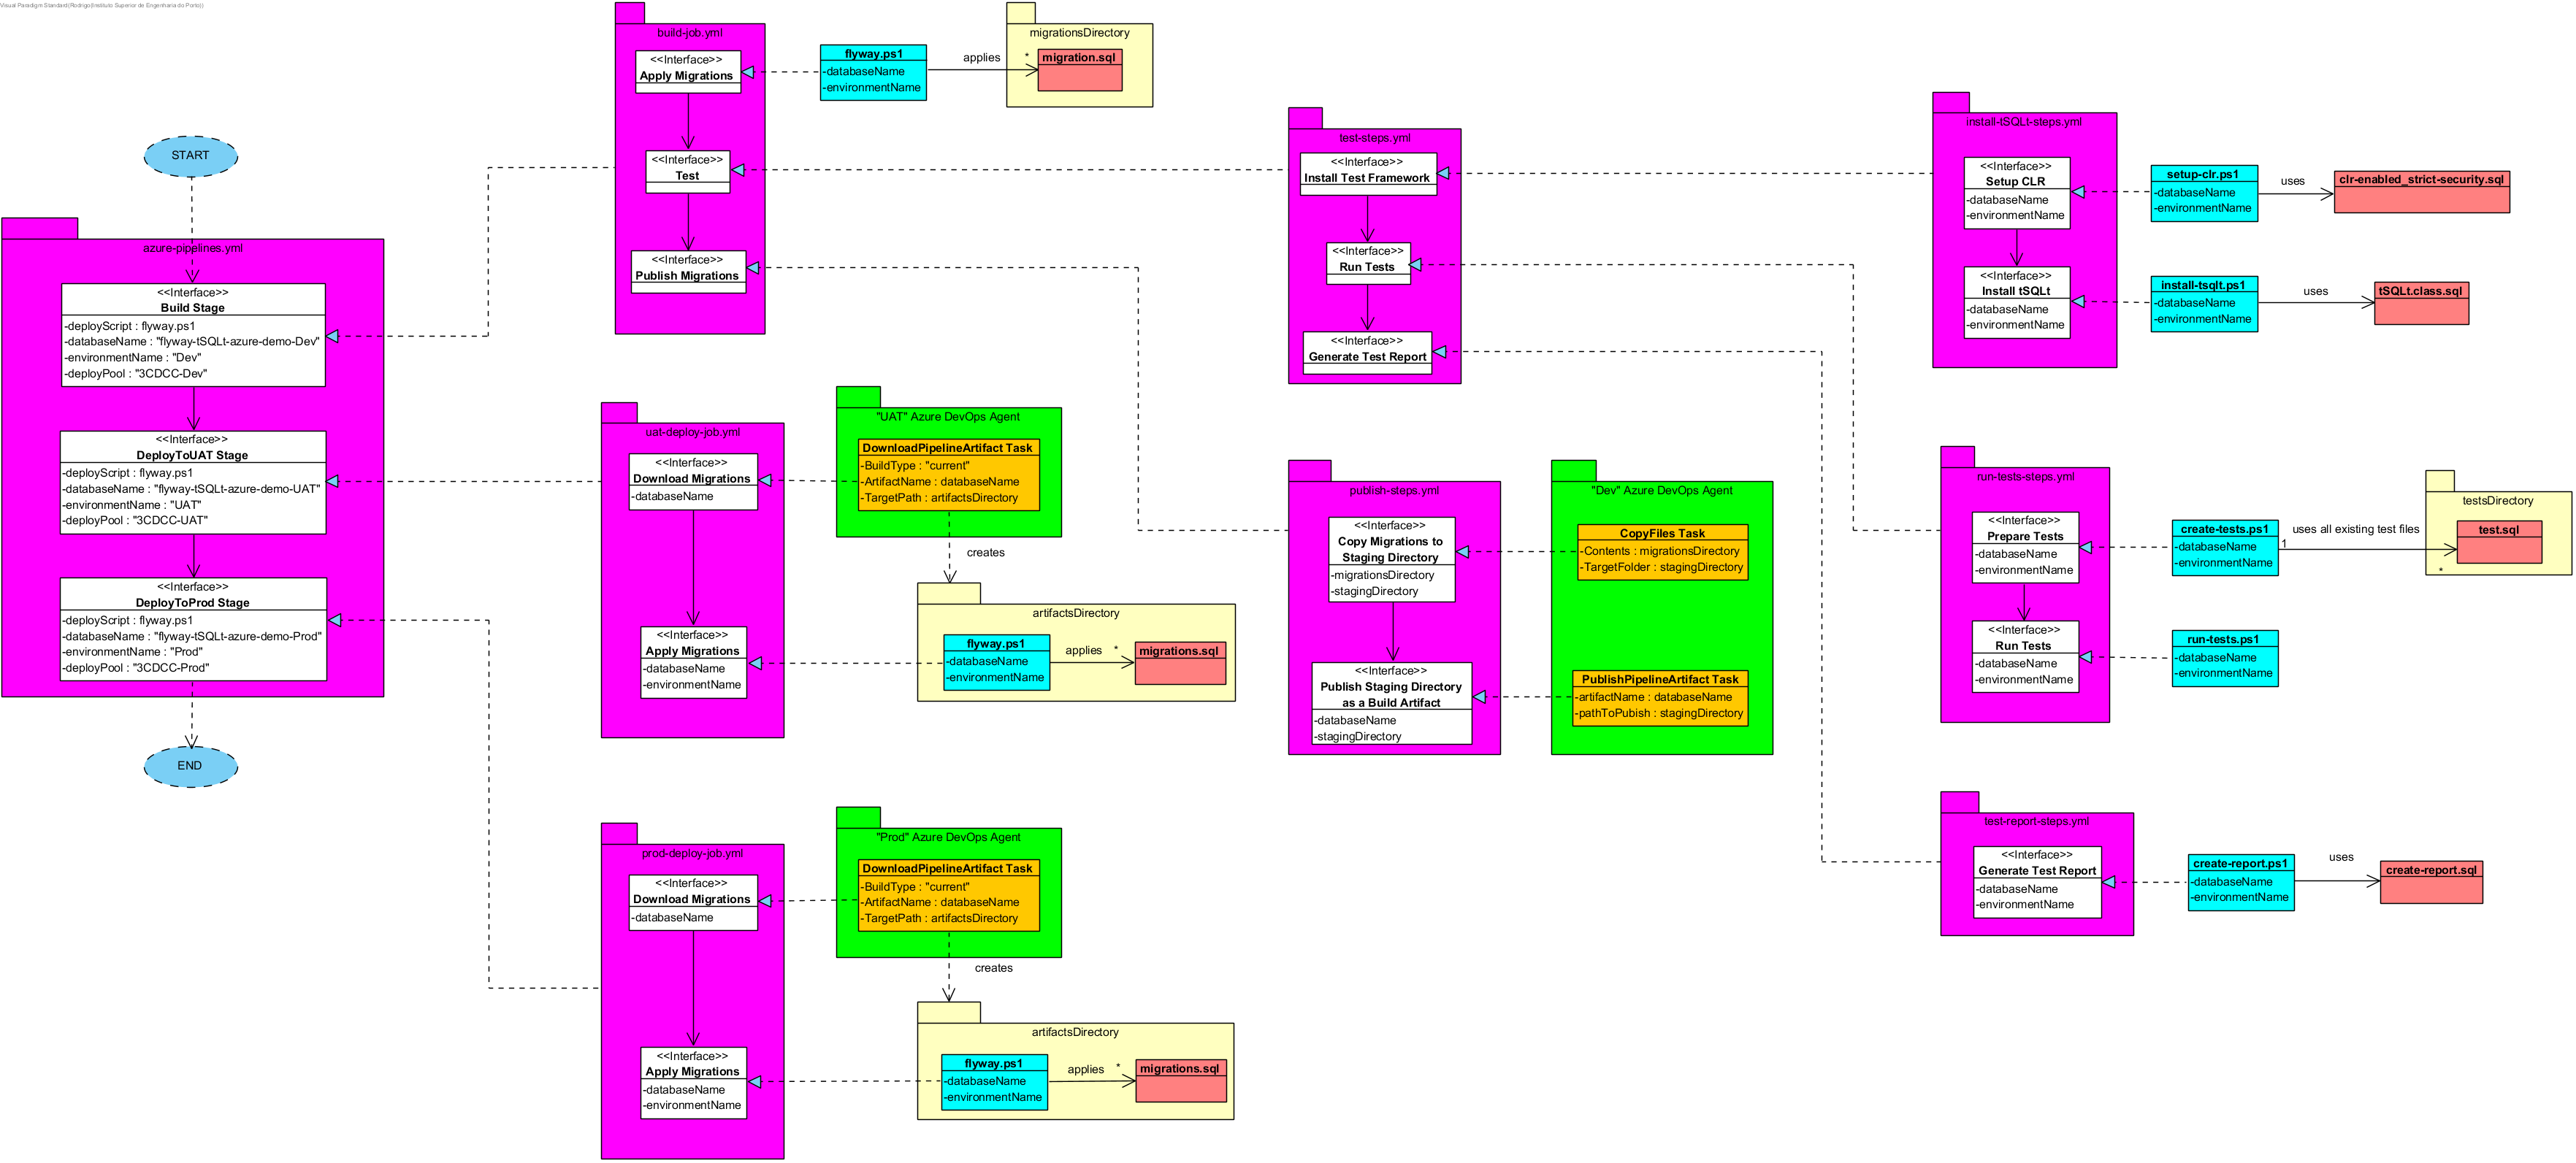 Visual Paradigm Standard(Rodrigo(Instituto Superior de Engenharia do Porto))
START
azure-pipelines.yml
<<Interface>>
Build Stage
-deployScript : flyway.ps1
-databaseName : "flyway-tSQLt-azure-demo-Dev"
-environmentName : "Dev"
-deployPool : "3CDCC-Dev"
<<Interface>>
DeployToUAT Stage
-deployScript : flyway.ps1
-databaseName : "flyway-tSQLt-azure-demo-UAT"
-environmentName : "UAT"
-deployPool : "3CDCC-UAT"
<<Interface>>
DeployToProd Stage
-deployScript : flyway.ps1
-databaseName : "flyway-tSQLt-azure-demo-Prod"
-environmentName : "Prod"
-deployPool : "3CDCC-Prod"
END
build-job.yml
<<Interface>>
Apply Migrations
<<Interface>>
Test
<<Interface>>
Publish Migrations
flyway.ps1
-databaseName
-environmentName
applies
*
migrationsDirectory
migration.sql
uat-deploy-job.yml
<<Interface>>
Download Migrations
-databaseName
<<Interface>>
Apply Migrations
-databaseName
-environmentName
"UAT" Azure DevOps Agent
DownloadPipelineArtifact Task
-BuildType : "current"
-ArtifactName : databaseName
-TargetPath : artifactsDirectory
creates
artifactsDirectory
flyway.ps1
-databaseName
-environmentName
applies
*
migrations.sql
prod-deploy-job.yml
<<Interface>>
Download Migrations
-databaseName
<<Interface>>
Apply Migrations
-databaseName
-environmentName
"Prod" Azure DevOps Agent
DownloadPipelineArtifact Task
-BuildType : "current"
-ArtifactName : databaseName
-TargetPath : artifactsDirectory
creates
artifactsDirectory
flyway.ps1
-databaseName
-environmentName
applies
*
migrations.sql
test-steps.yml
<<Interface>>
Install Test Framework
<<Interface>>
Run Tests
<<Interface>>
Generate Test Report
publish-steps.yml
<<Interface>>
Copy Migrations to
Staging Directory
-migrationsDirectory
-stagingDirectory
<<Interface>>
Publish Staging Directory
as a Build Artifact
-databaseName
-stagingDirectory
"Dev" Azure DevOps Agent
CopyFiles Task
-Contents : migrationsDirectory
-TargetFolder : stagingDirectory
PublishPipelineArtifact Task
-artifactName : databaseName
-pathToPubish : stagingDirectory
install-tSQLt-steps.yml
<<Interface>>
Setup CLR
-databaseName
-environmentName
<<Interface>>
Install tSQLt
-databaseName
-environmentName
setup-clr.ps1
-databaseName
-environmentName
uses
clr-enabled_strict-security.sql
install-tsqlt.ps1
-databaseName
-environmentName
uses
tSQLt.class.sql
run-tests-steps.yml
<<Interface>>
Prepare Tests
-databaseName
-environmentName
<<Interface>>
Run Tests
-databaseName
-environmentName
create-tests.ps1
-databaseName
-environmentName
uses all existing test files
1
*
testsDirectory
test.sql
run-tests.ps1
-databaseName
-environmentName
test-report-steps.yml
<<Interface>>
Generate Test Report
-databaseName
-environmentName
create-report.ps1
-databaseName
-environmentName
uses
create-report.sql